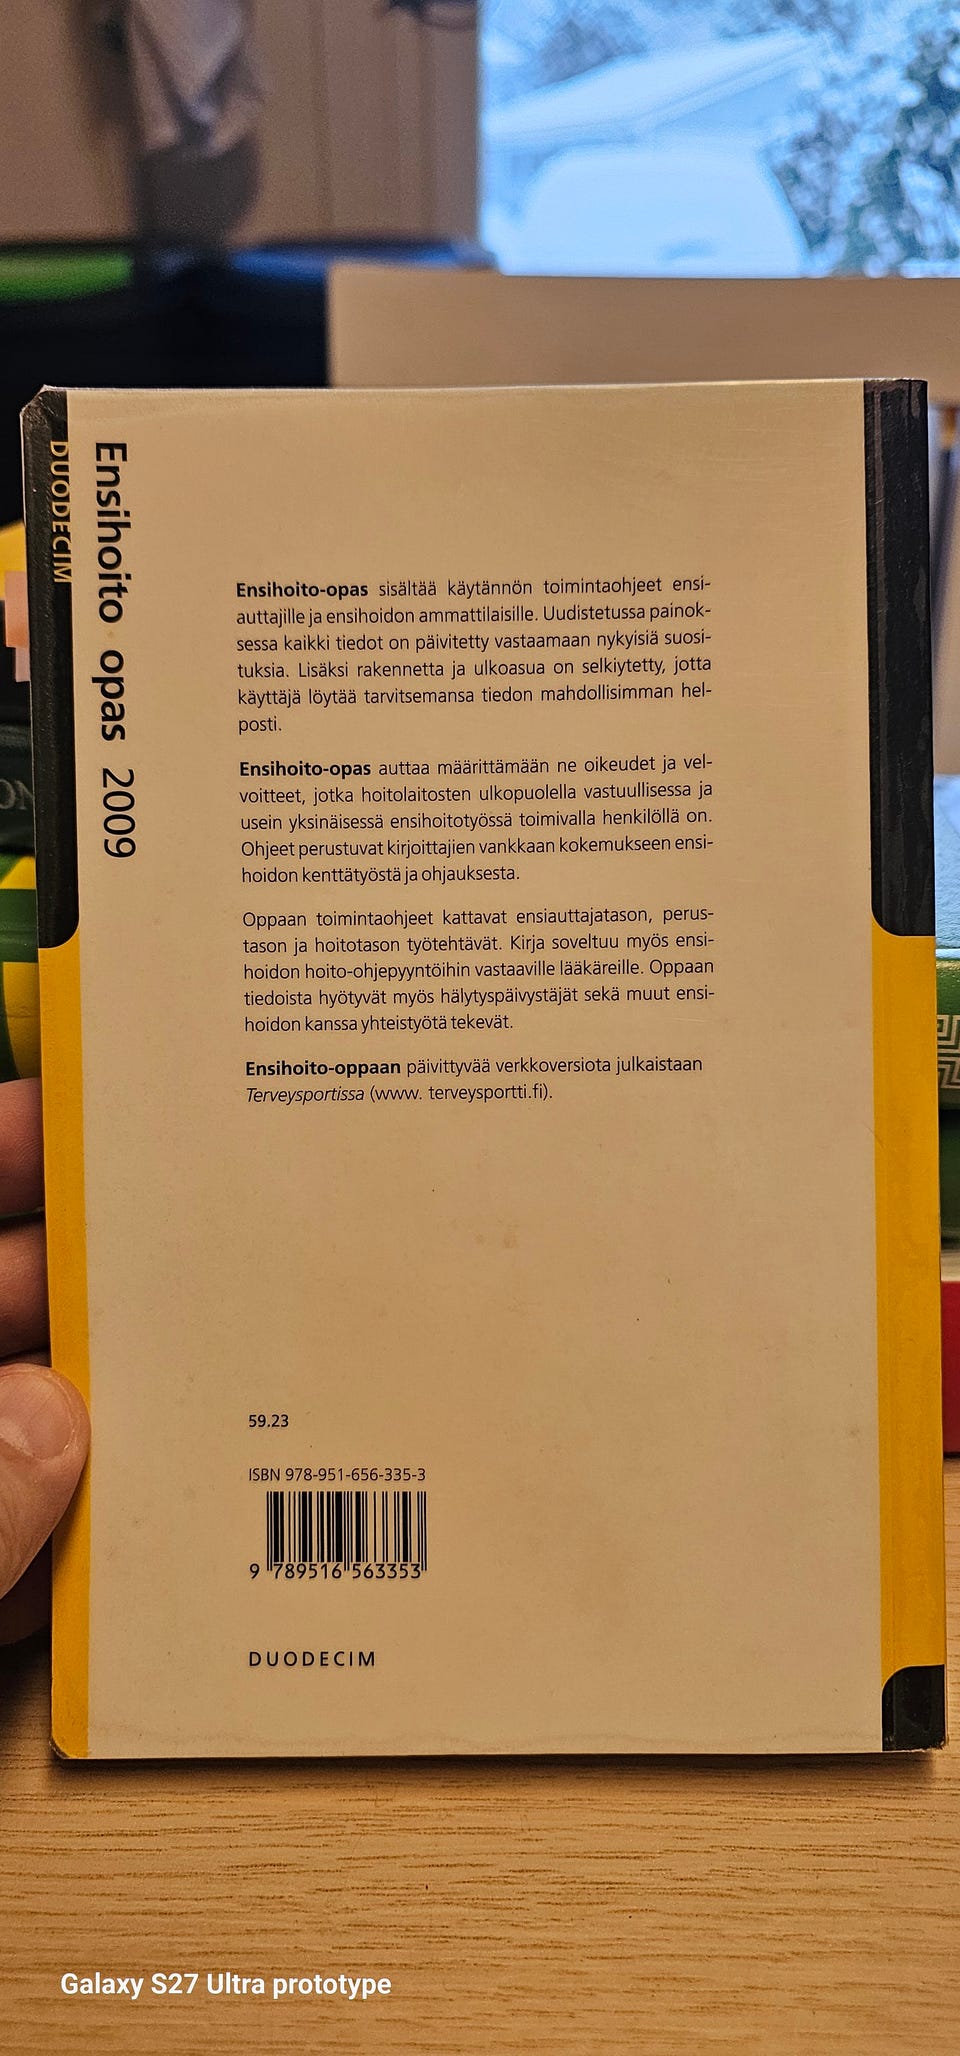 DUODECIM
Ensihoito opas 2009
Ensihoito-opas sisältää käytännön toimintaohjeet ensi-
auttajille ja ensihoidon ammattilaisille. Uudistetussa painok-
sessa kaikki tiedot on päivitetty vastaamaan nykyisiä suosi-
tuksia. Lisäksi rakennetta ja ulkoasua on selkiytetty, jotta
käyttäjä löytää tarvitsemansa tiedon mahdollisimman hel-
posti.
Ensihoito-opas auttaa määrittämään ne oikeudet ja vel-
voitteet, jotka hoitolaitosten ulkopuolella vastuullisessa ja
usein yksinäisessä ensihoitotyössä toimivalla henkilöllä on.
Ohjeet perustuvat kirjoittajien vankkaan kokemukseen ensi-
hoidon kenttätyöstä ja ohjauksesta.
Oppaan toimintaohjeet kattavat ensiauttajatason, perus-
tason ja hoitotason työtehtävät. Kirja soveltuu myös ensi-
hoidon hoito-ohjepyyntöihin vastaaville lääkäreille. Oppaan
tiedoista hyötyvät myös hälytyspäivystäjät sekä muut ensi-
hoidon kanssa yhteistyötä tekevät.
Ensihoito-oppaan päivittyvää verkkoversiota julkaistaan
Terveysportissa (www. terveysportti.fi).
59.23
ISBN 978-951-656-335-3
9 789516 563353
DUODECIM
Galaxy S27 Ultra prototype